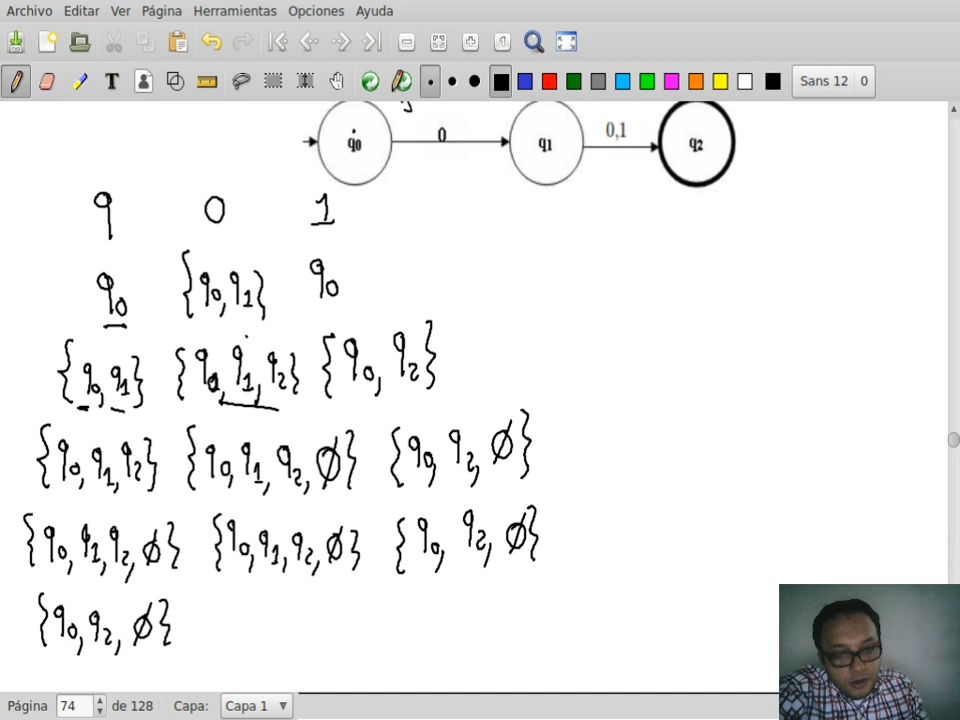 Archivo Editar Ver Página Herramientas Opciones Ayuda
T Sans 12 0
q0 0 q1 0,1 q2
q 0 1
q0 {q0,q1} q0
{q0,q1} {q0,q1,q2} {q0,q2}
{q0,q1,q2} {q0,q1,q2,∅} {q0,q2,∅}
{q0,q1,q2,∅} {q0,q1,q2,∅} {q0,q2,∅}
{q0,q2,∅}
Página 74 de 128 Capa: Capa 1